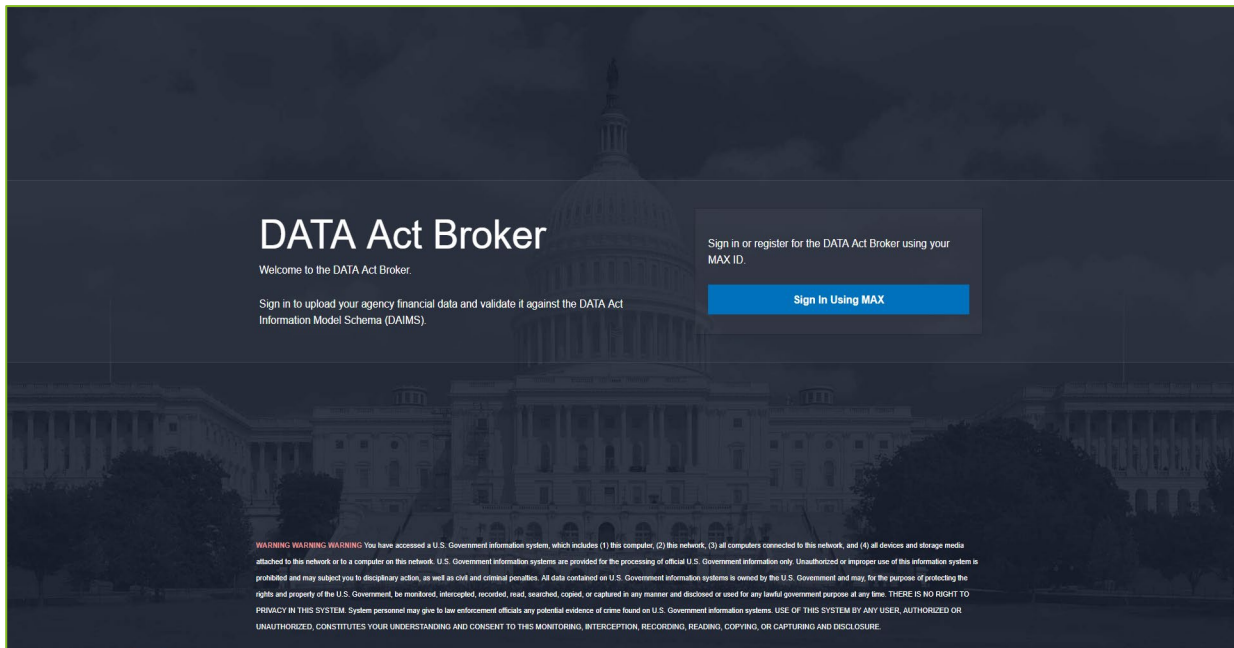 DATA Act Broker
Welcome to the DATA Act Broker.
Sign in to upload your agency financial data and validate it against the DATA Act
Information Model Schema (DAIMS).
Sign in or register for the DATA Act Broker using your
MAX ID.
Sign In Using MAX
WARNING WARNING WARNING You have accessed a U.S. Government information system, which includes (1) this computer, (2) this network, (3) all computers connected to this network, and (4) all devices and storage media
attached to this network or to a computer on this network. U.S. Government information systems are provided for the processing of official U.S. Government information only. Unauthorized or improper use of this information system is
prohibited and may subject you to disciplinary action, as well as civil and criminal penalties. All data contained on U.S. Government information systems is owned by the U.S. Government and may, for the purpose of protecting the
rights and property of the U.S. Government, be monitored, intercepted, recorded, read, searched, copied, or captured in any manner and disclosed or used for any lawful government purpose at any time. THERE IS NO RIGHT TO
PRIVACY IN THIS SYSTEM. System personnel may give to law enforcement officials any potential evidence of crime found on U.S. Government information systems. USE OF THIS SYSTEM BY ANY USER, AUTHORIZED OR
UNAUTHORIZED, CONSTITUTES YOUR UNDERSTANDING AND CONSENT TO THIS MONITORING, INTERCEPTION, RECORDING, READING, COPYING, OR CAPTURING AND DISCLOSURE.